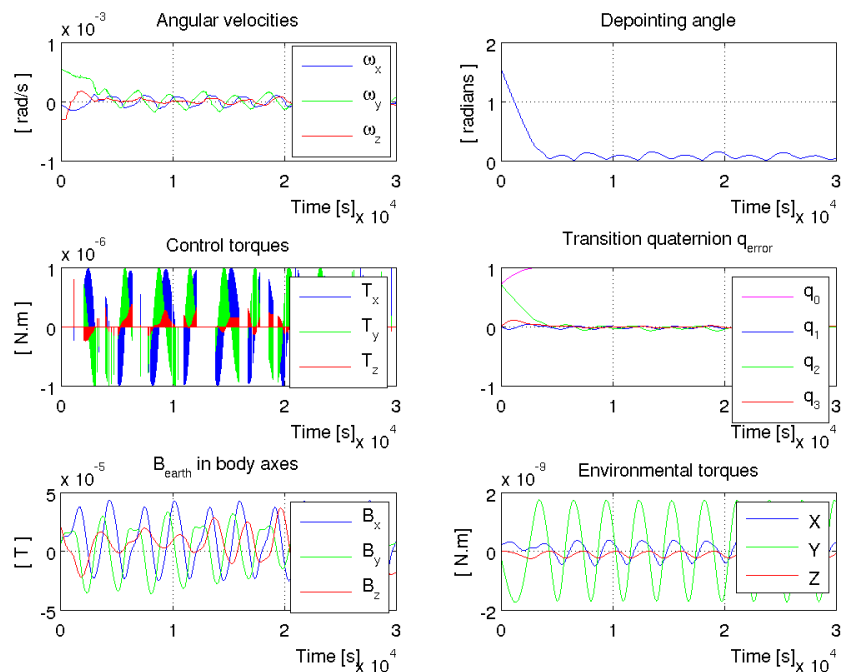 Angular velocities
x 10^-3
1
0
-1
[ rad/s ]
ω_x
ω_y
ω_z
0
1
2
3
Time [s]
x 10^4
Depointing angle
2
1
0
[ radians ]
0
1
2
3
Time [s]
x 10^4
Control torques
x 10^-6
1
0
-1
[ N.m ]
T_x
T_y
T_z
0
1
2
3
Time [s]
x 10^4
Transition quaternion q_error
1
0
-1
q_0
q_1
q_2
q_3
0
1
2
3
Time [s]
x 10^4
B_earth in body axes
x 10^-5
5
0
-5
[ T ]
B_x
B_y
B_z
0
1
2
3
Time [s]
x 10^4
Environmental torques
x 10^-9
2
0
-2
[ N.m ]
X
Y
Z
0
1
2
3
Time [s]
x 10^4